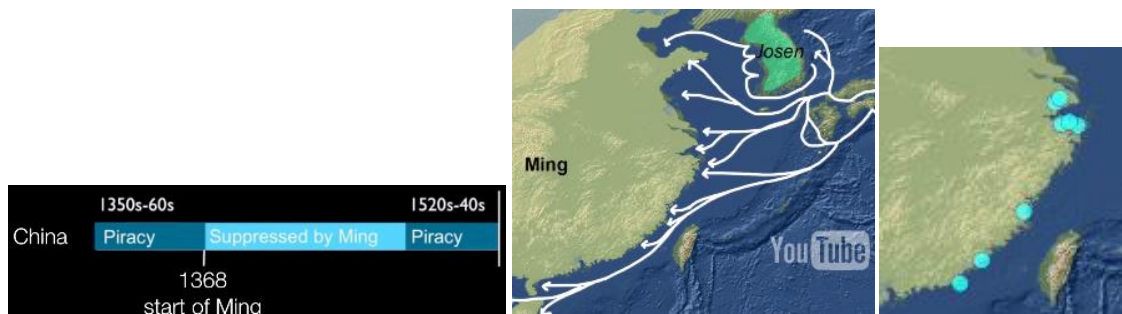 1350s-60s
1520s-40s
China
Piracy
Suppressed by Ming
Piracy
1368
start of Ming
Josen
Ming
YouTube